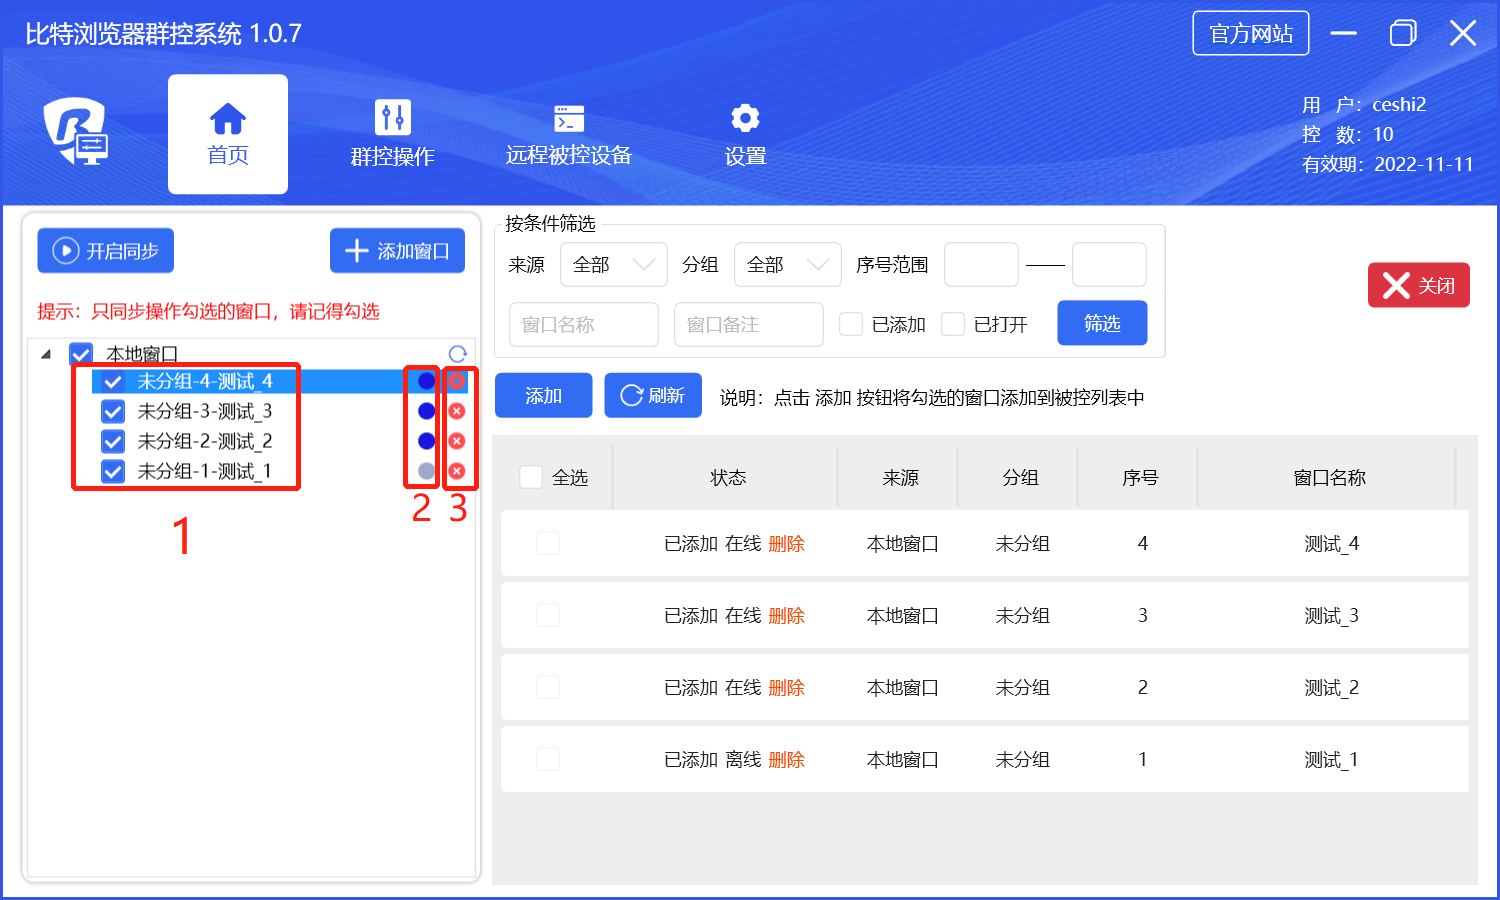 比特浏览器群控系统 1.0.7
官方网站
首页
群控操作
远程被控设备
设置
用 户：ceshi2
控 数：10
有效期：2022-11-11
开启同步
添加窗口
提示：只同步操作勾选的窗口，请记得勾选
本地窗口
未分组-4-测试_4
未分组-3-测试_3
未分组-2-测试_2
未分组-1-测试_1
1
2
3
按条件筛选
来源 全部 分组 全部 序号范围
窗口名称 窗口备注 已添加 已打开 筛选
关闭
添加 刷新 说明：点击 添加 按钮将勾选的窗口添加到被控列表中
全选 状态 来源 分组 序号 窗口名称
已添加 在线 删除 本地窗口 未分组 4 测试_4
已添加 在线 删除 本地窗口 未分组 3 测试_3
已添加 在线 删除 本地窗口 未分组 2 测试_2
已添加 离线 删除 本地窗口 未分组 1 测试_1